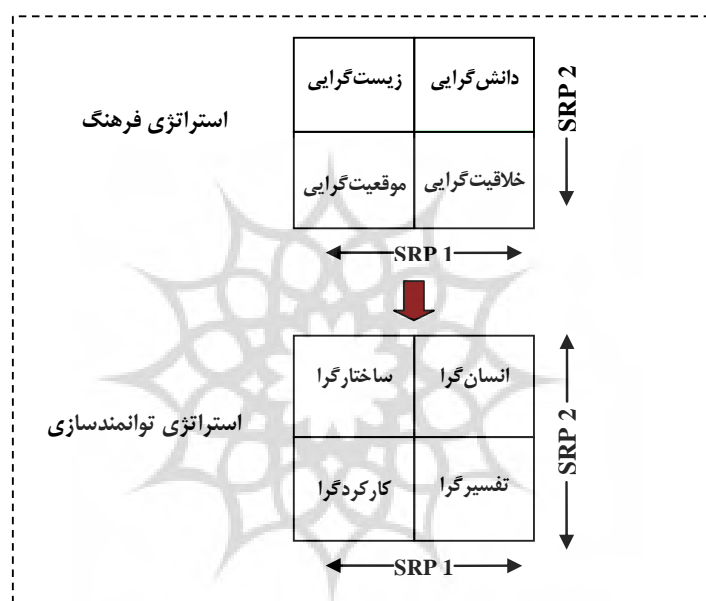 دانش‌گرایی
زیست‌گرایی
SRP 2
استراتژی فرهنگ
خلاقیت‌گرایی
موقعیت‌گرایی
SRP 1
انسان‌گرا
ساختارگرا
SRP 2
استراتژی توانمندسازی
تفسیرگرا
کارکردگرا
SRP 1